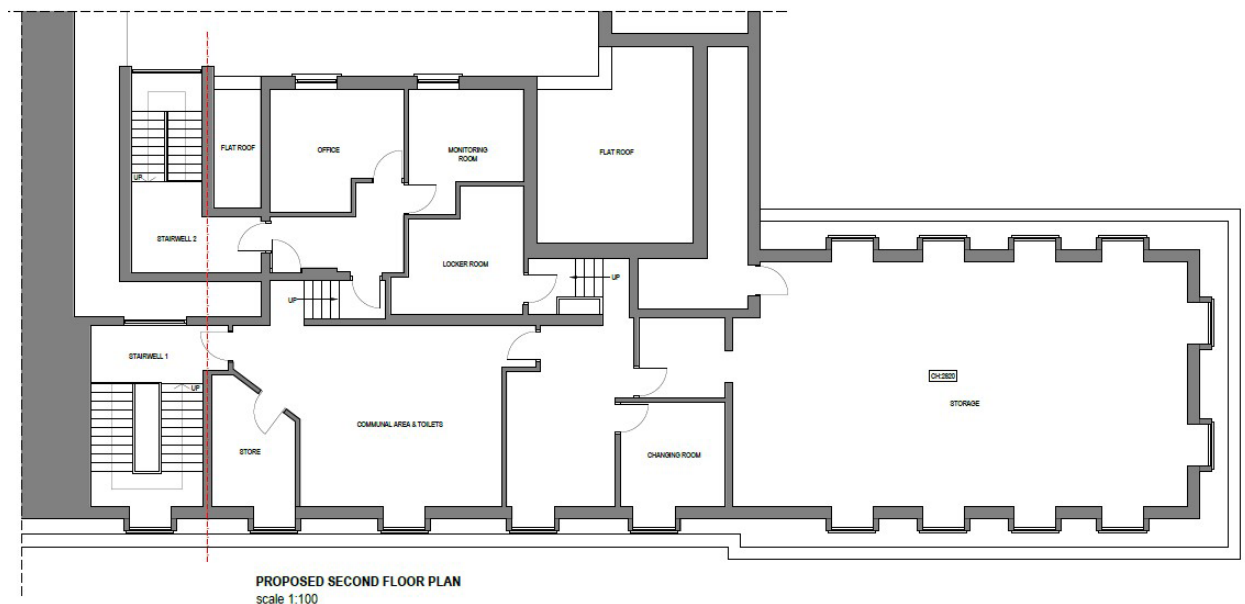 FLAT ROOF
OFFICE
MONITORING
ROOM
FLAT ROOF
UP
STAIRWELL 2
LOCKER ROOM
UP
UP
STAIRWELL 1
UP
CH:2820
STORAGE
COMMUNAL AREA & TOILETS
STORE
CHANGING ROOM
PROPOSED SECOND FLOOR PLAN
scale 1:100